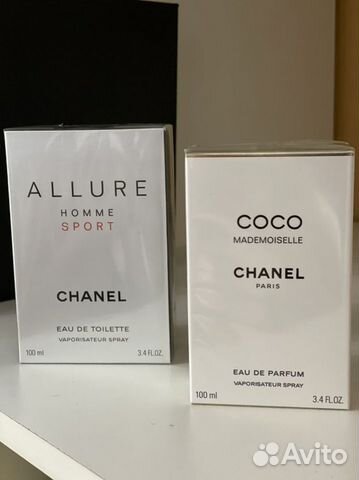 ALLURE
HOMME
SPORT
CHANEL
EAU DE TOILETTE
VAPORISATEUR SPRAY
100 ml 3.4 FL.OZ.
COCO
MADEMOISELLE
CHANEL
PARIS
EAU DE PARFUM
VAPORISATEUR SPRAY
100 ml 3.4 FL.OZ.
Avito